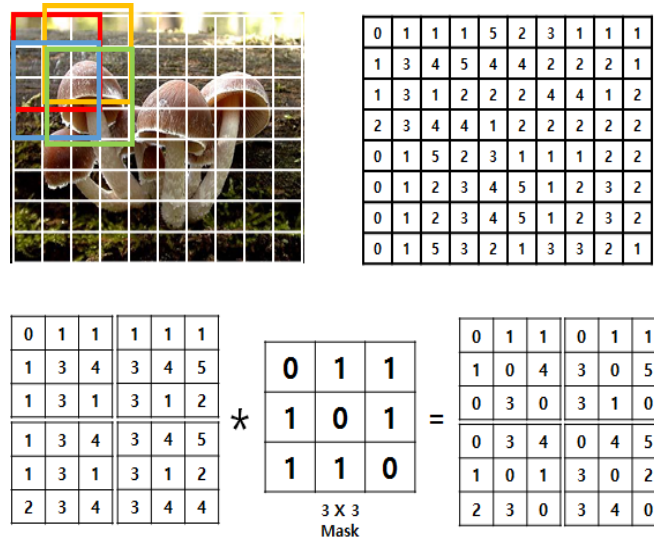 0 1 1 1 5 2 3 1 1 1
1 3 4 5 4 4 2 2 2 1
1 3 1 2 2 2 4 4 1 2
2 3 4 4 1 2 2 2 2 2
0 1 5 2 3 1 1 1 2 2
0 1 2 3 4 5 1 2 3 2
0 1 2 3 4 5 1 2 3 2
0 1 5 3 2 1 3 3 2 1
0 1 1 1 1 1
1 3 4 3 4 5
1 3 1 3 1 2
1 3 4 3 4 5
1 3 1 3 1 2
2 3 4 3 4 4
*
0 1 1
1 0 1
1 1 0
3 X 3
Mask
=
0 1 1 0 1 1
1 0 4 3 0 5
0 3 0 3 1 0
0 3 4 0 4 5
1 0 1 3 0 2
2 3 0 3 4 0